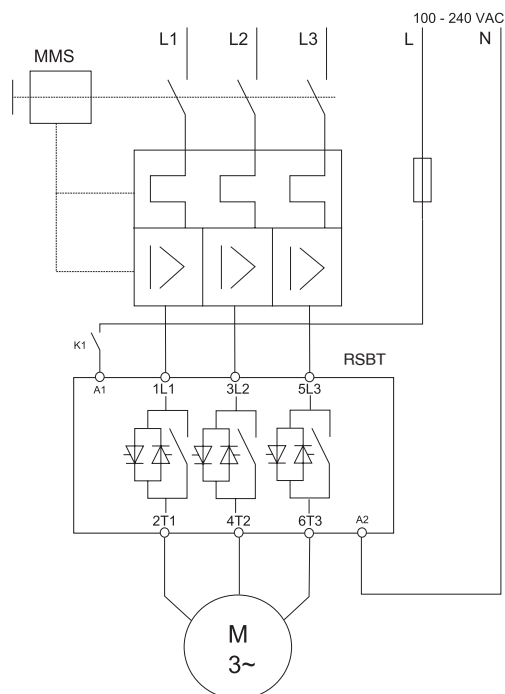 100 - 240 VAC
MMS
L1 L2 L3 L N
K1
RSBT
A1 1L1 3L2 5L3
2T1 4T2 6T3 A2
M
3~